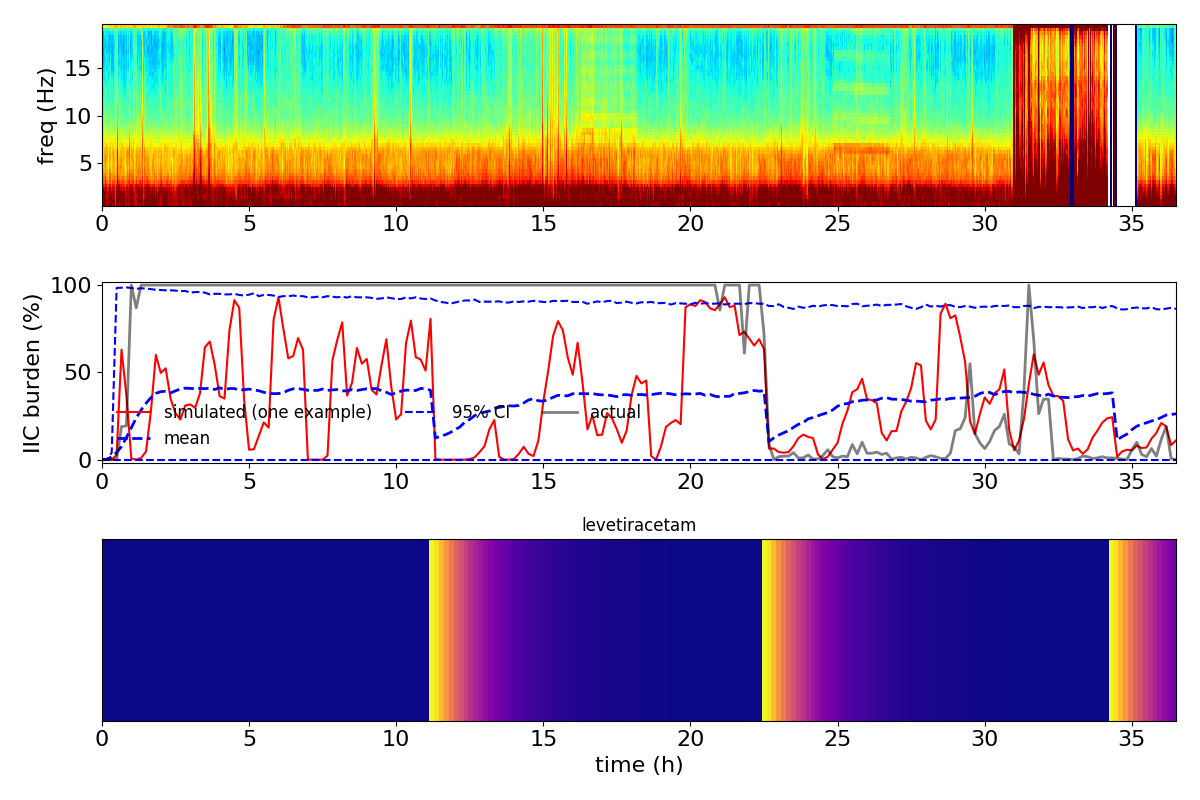 freq (Hz)
15
10
5
0 5 10 15 20 25 30 35
IIC burden (%)
100
50
0
simulated (one example) 95% CI actual
mean
0 5 10 15 20 25 30 35
levetiracetam
0 5 10 15 20 25 30 35
time (h)